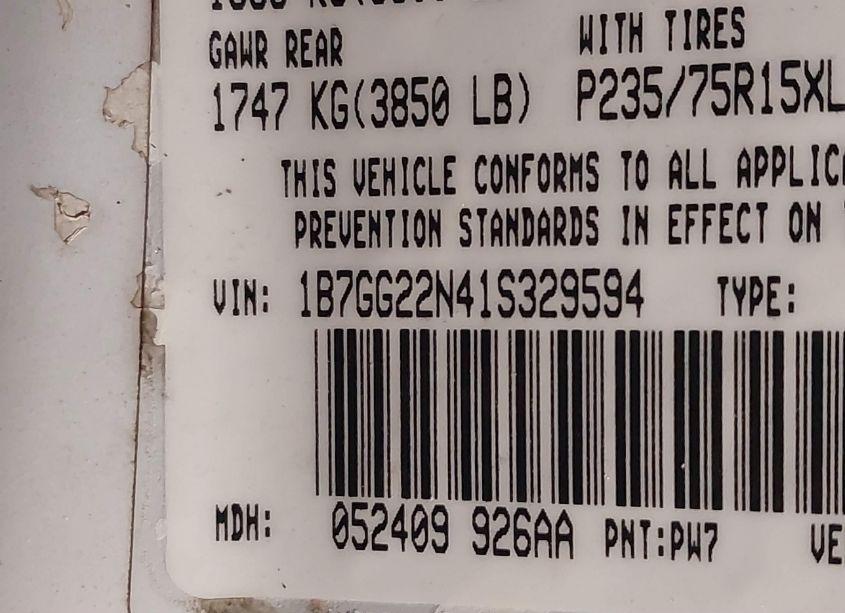 GAWR REAR WITH TIRES
1747 KG(3850 LB) P235/75R15XL
THIS VEHICLE CONFORMS TO ALL
PREVENTION STANDARDS IN EFFECT ON
VIN: 1B7GG22N41S329594 TYPE:
MDH: 052409 926AA PNT:PW7